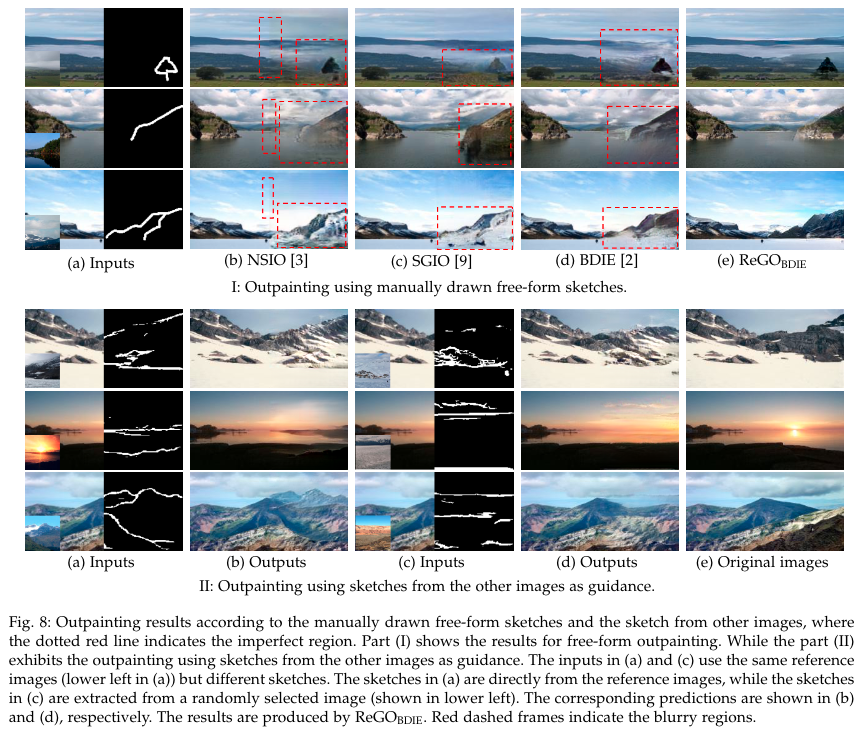 (a) Inputs (b) NSIO [3] (c) SGIO [9] (d) BDIE [2] (e) ReGOBDIE
I: Outpainting using manually drawn free-form sketches.
(a) Inputs (b) Outputs (c) Inputs (d) Outputs (e) Original images
II: Outpainting using sketches from the other images as guidance.
Fig. 8: Outpainting results according to the manually drawn free-form sketches and the sketch from other images, where
the dotted red line indicates the imperfect region. Part (I) shows the results for free-form outpainting. While the part (II)
exhibits the outpainting using sketches from the other images as guidance. The inputs in (a) and (c) use the same reference
images (lower left in (a)) but different sketches. The sketches in (a) are directly from the reference images, while the sketches
in (c) are extracted from a randomly selected image (shown in lower left). The corresponding predictions are shown in (b)
and (d), respectively. The results are produced by ReGOBDIE. Red dashed frames indicate the blurry regions.